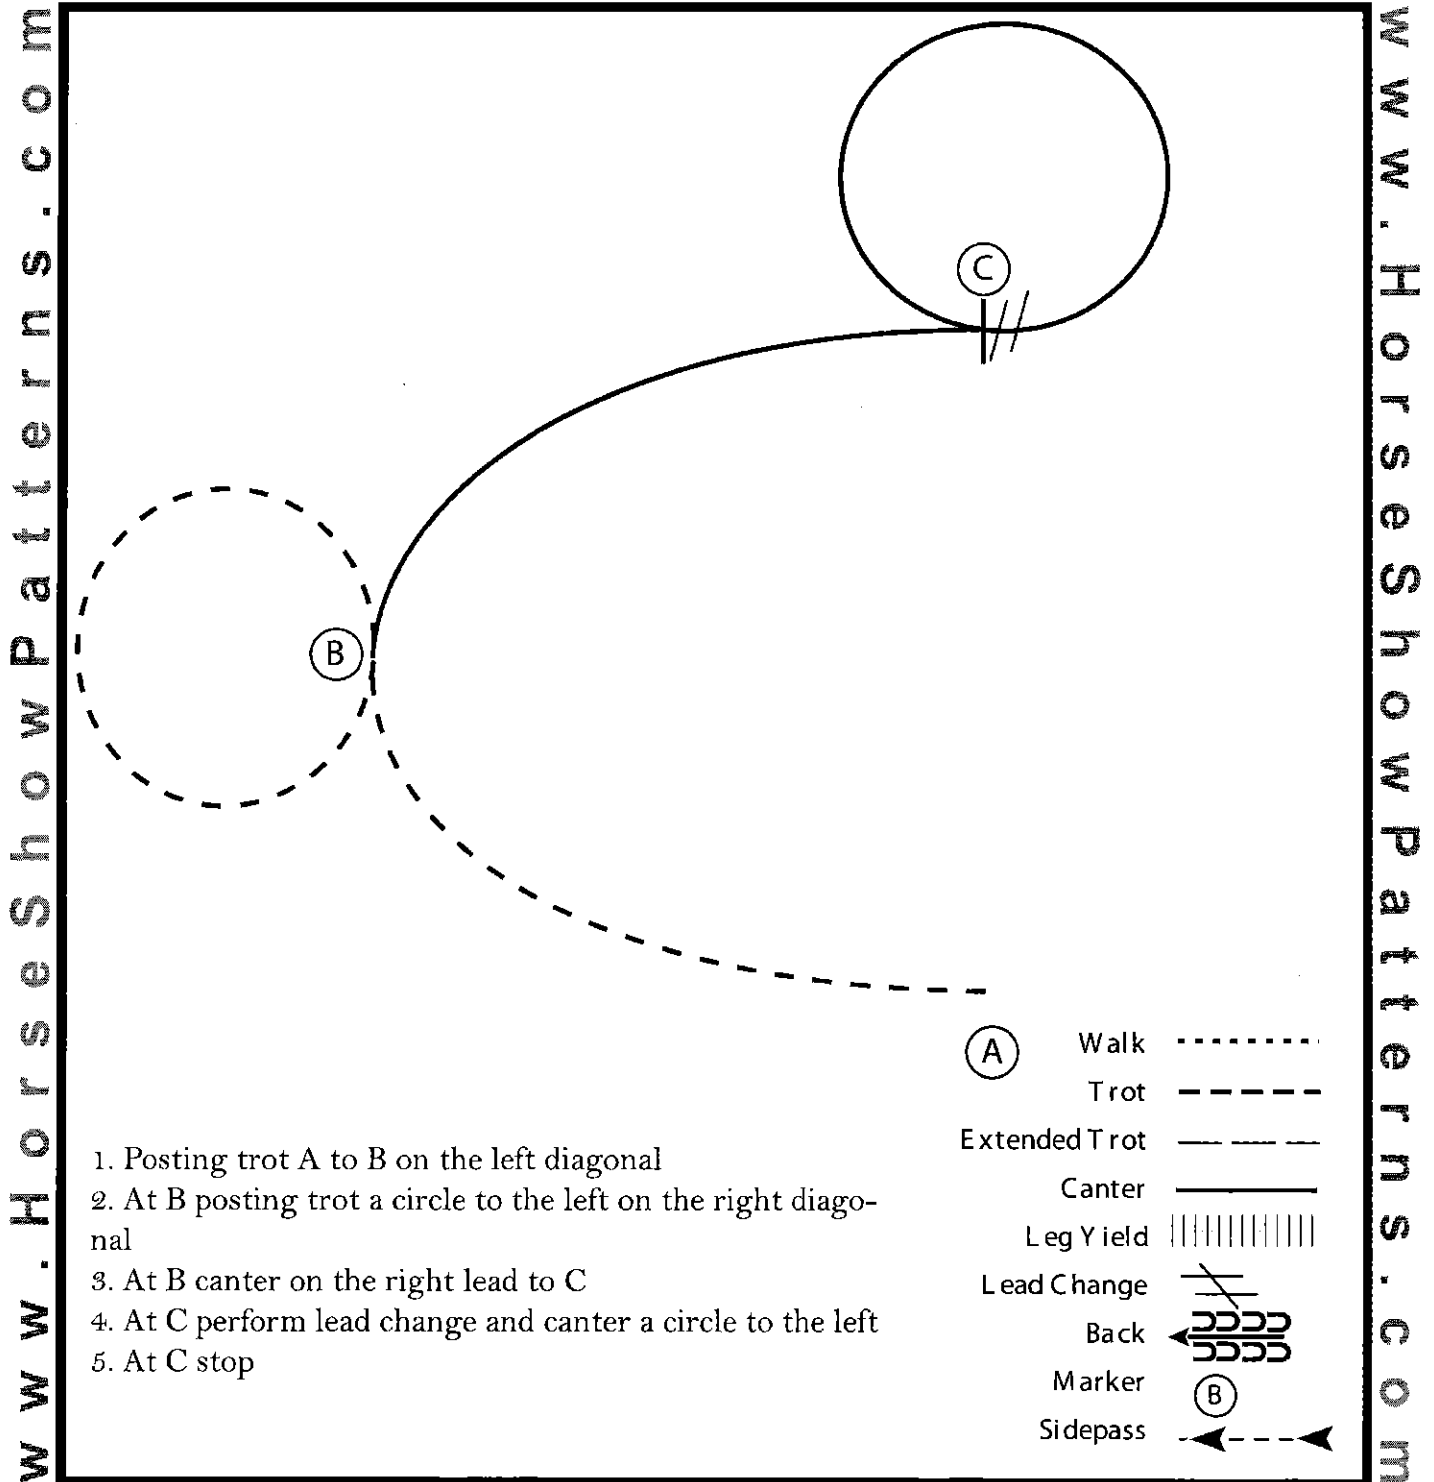 www.HorseShowPatterns.com
www.HorseShowPatterns.com
C
B
A
Walk
Trot
Extended Trot
Canter
Leg Yield
Lead Change
Back
Marker B
Sidepass
1. Posting trot A to B on the left diagonal
2. At B posting trot a circle to the left on the right diago-
nal
3. At B canter on the right lead to C
4. At C perform lead change and canter a circle to the left
5. At C stop